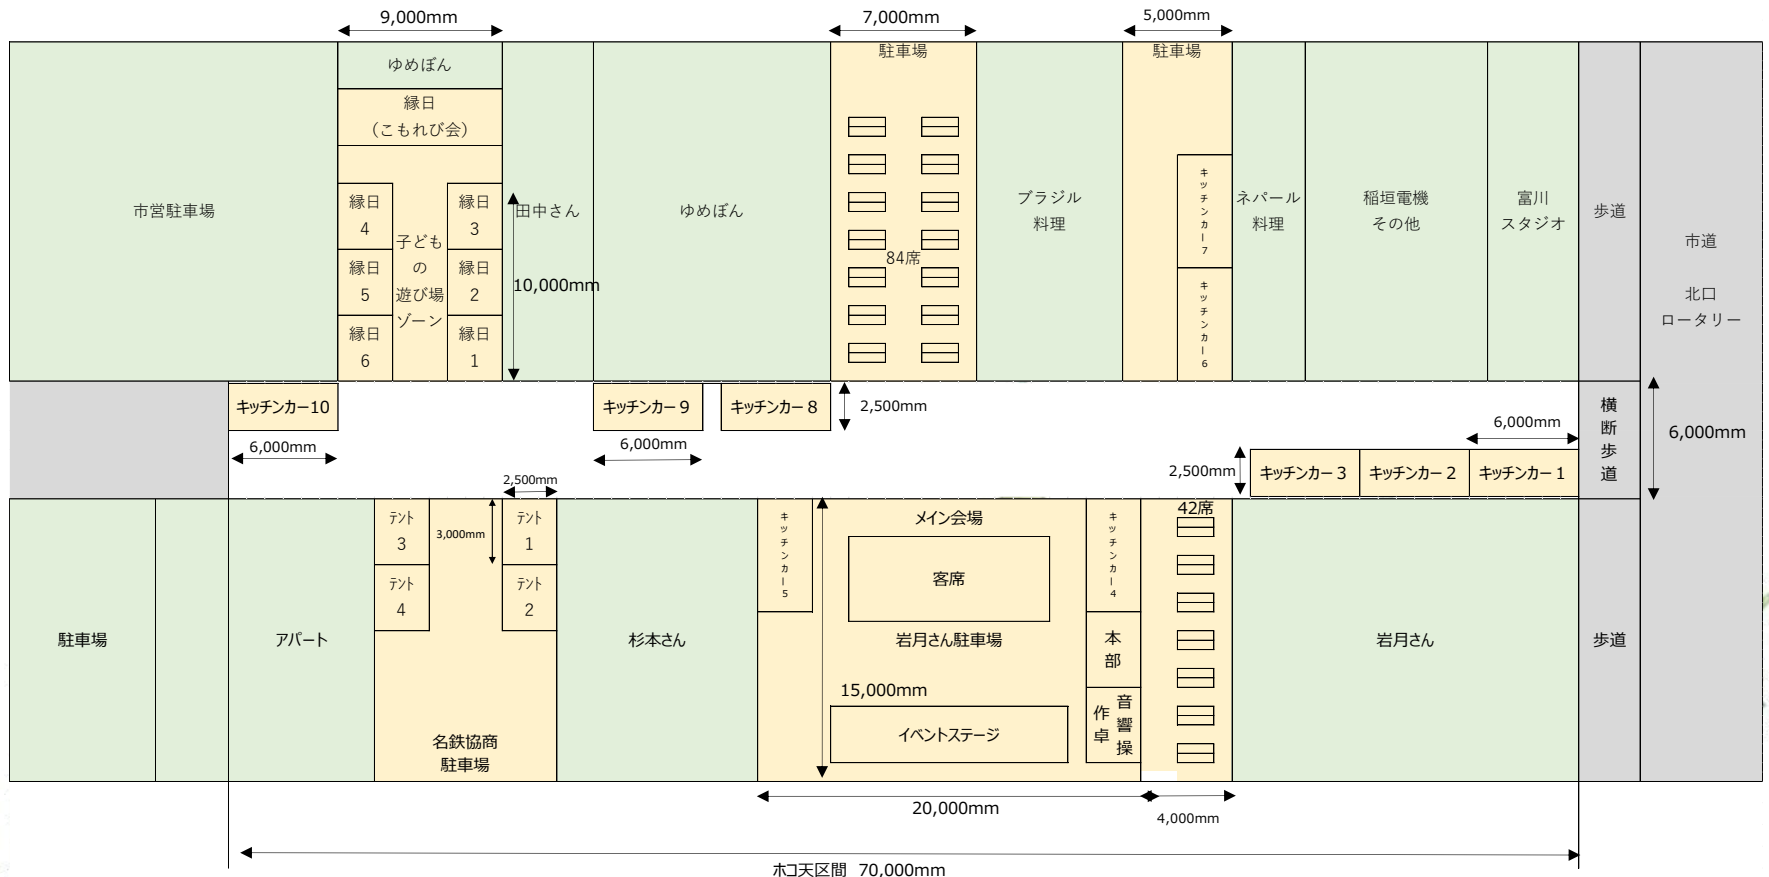 9,000mm
7,000mm
5,000mm
ゆめぼん
縁日
（こもれび会）
駐車場
駐車場
市営駐車場
縁日
4
縁日
3
縁日
5
縁日
2
縁日
6
縁日
1
子ども
の
遊び場
ゾーン
田中さん
10,000mm
ゆめぼん
84席
ブラジル
料理
キッチンカー7
キッチンカー6
ネパール
料理
稲垣電機
その他
富川
スタジオ
歩道
市道
北口
ロータリー
キッチンカー10
キッチンカー9
キッチンカー8
2,500mm
6,000mm
6,000mm
6,000mm
2,500mm
キッチンカー3
キッチンカー2
キッチンカー1
横断歩道
6,000mm
2,500mm
駐車場
アパート
テント
3
テント
4
3,000mm
テント
1
テント
2
名鉄協商
駐車場
杉本さん
キッチンカー5
メイン会場
客席
岩月さん駐車場
15,000mm
イベントステージ
キッチンカー4
本部
音響操
作卓
42席
岩月さん
歩道
20,000mm
4,000mm
ホコ天区間 70,000mm